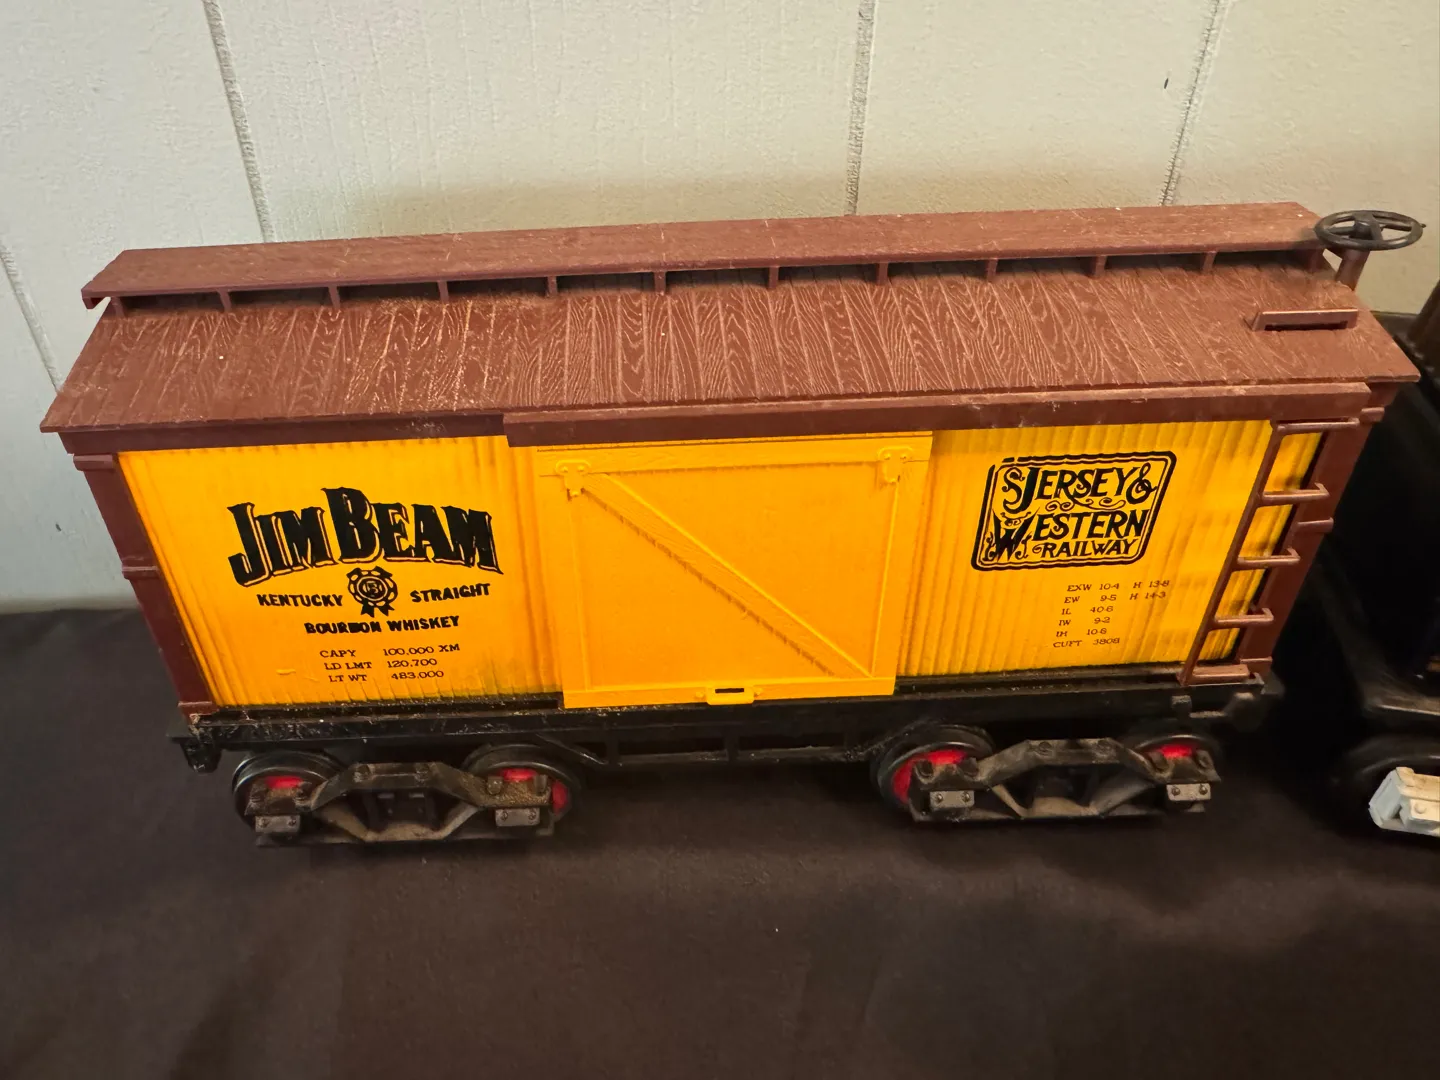 JIM BEAM
KENTUCKY STRAIGHT
BOURBON WHISKEY
CAPY 100,000 XM
LD LMT 120,700
LT WT 483,000
JERSEY &
WESTERN
RAILWAY
EXW 10-4 H 13-8
EW 9-5 H 14-3
IL 40-6
IW 9-2
IH 10-6
CUFT 3808